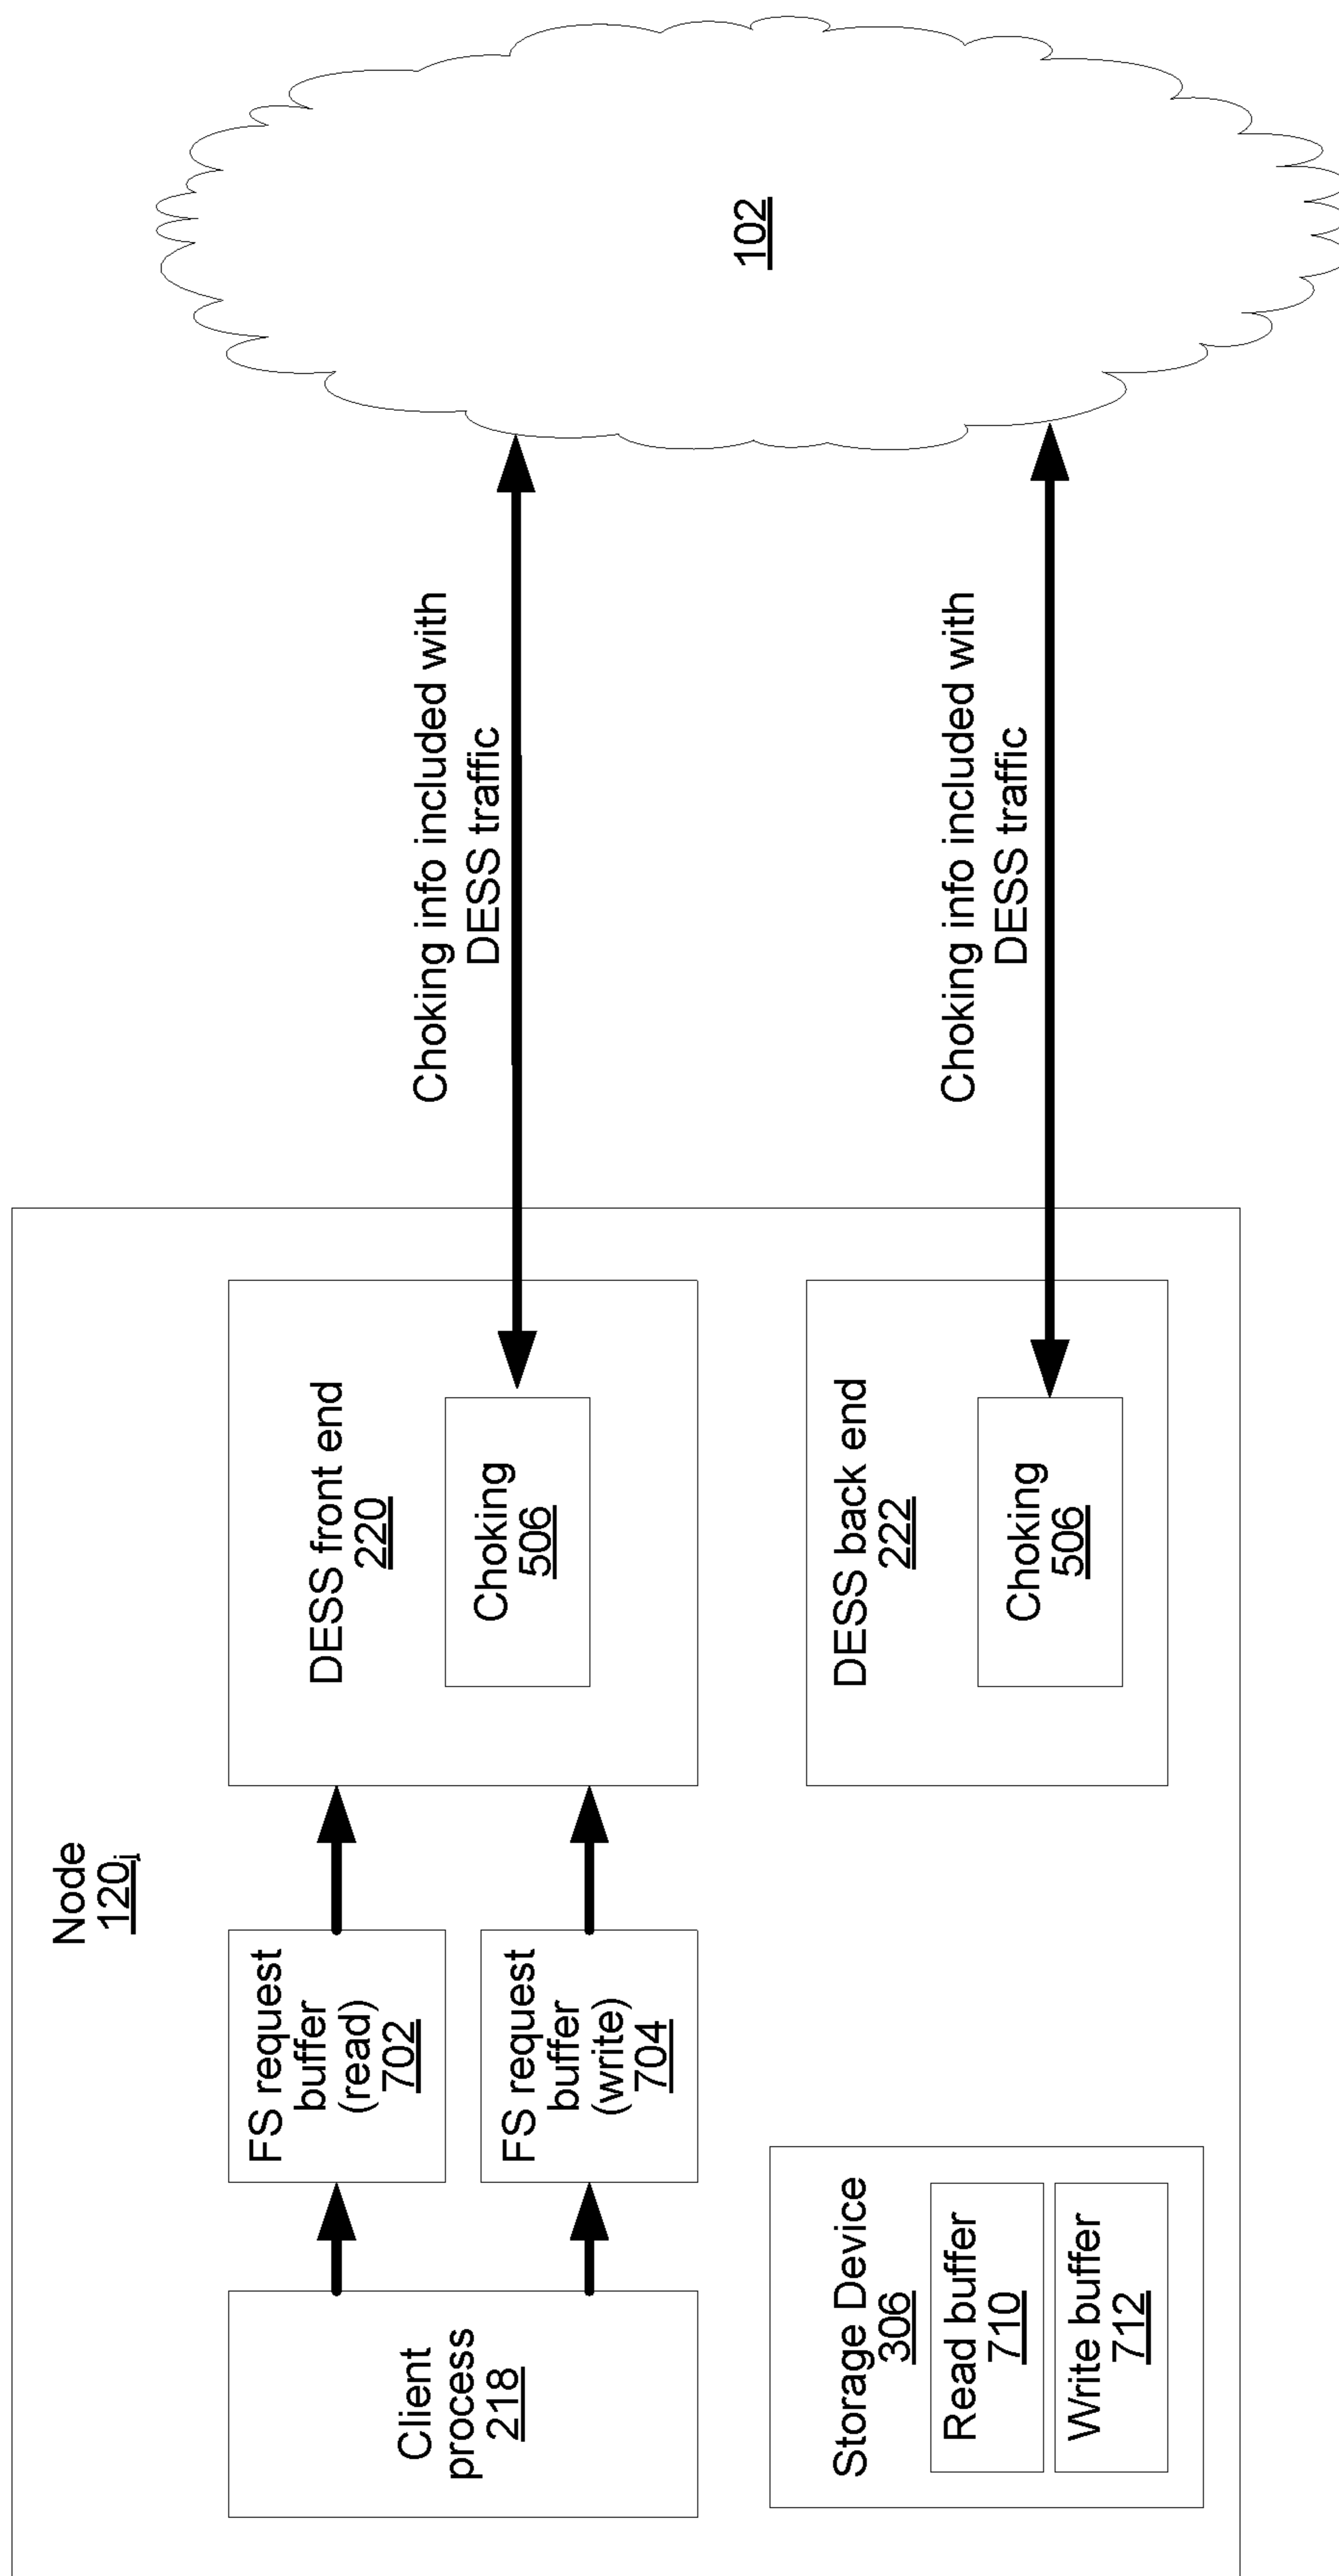 Node
120j
Client
process
218
FS request
buffer
(read)
702
FS request
buffer
(write)
704
DESS front end
220
Choking
506
Choking info included with
DESS traffic
102
Storage Device
306
Read buffer
710
Write buffer
712
DESS back end
222
Choking
506
Choking info included with
DESS traffic